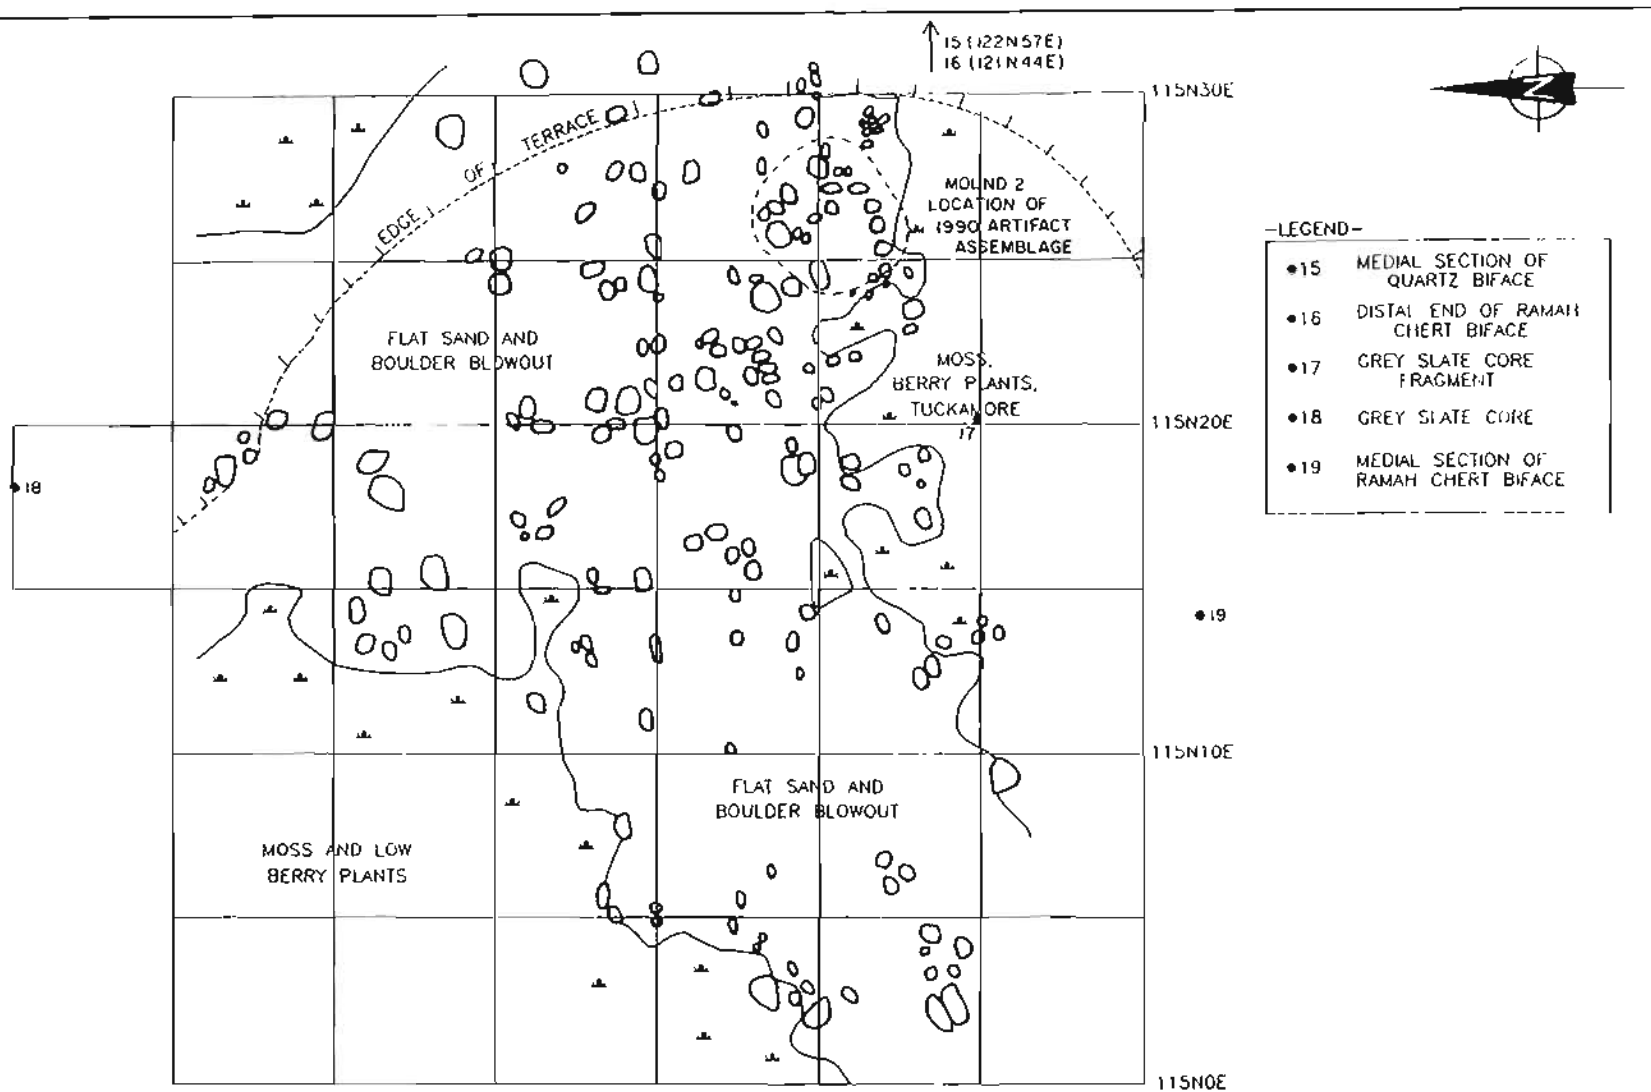 15 (122N57E)
16 (121N44E)
115N30E
N
EDGE OF TERRACE
MOUND 2
LOCATION OF
1990 ARTIFACT
ASSEMBLAGE
-LEGEND-
•15 MEDIAL SECTION OF
QUARTZ BIFACE
•16 DISTAL END OF RAMAH
CHERT BIFACE
•17 GREY SLATE CORE
FRAGMENT
•18 GREY SLATE CORE
•19 MEDIAL SECTION OF
RAMAH CHERT BIFACE
FLAT SAND AND
BOULDER BLOWOUT
MOSS,
BERRY PLANTS,
TUCKAMORE
17
115N20E
18
19
115N10E
FLAT SAND AND
BOULDER BLOWOUT
MOSS AND LOW
BERRY PLANTS
115N0E